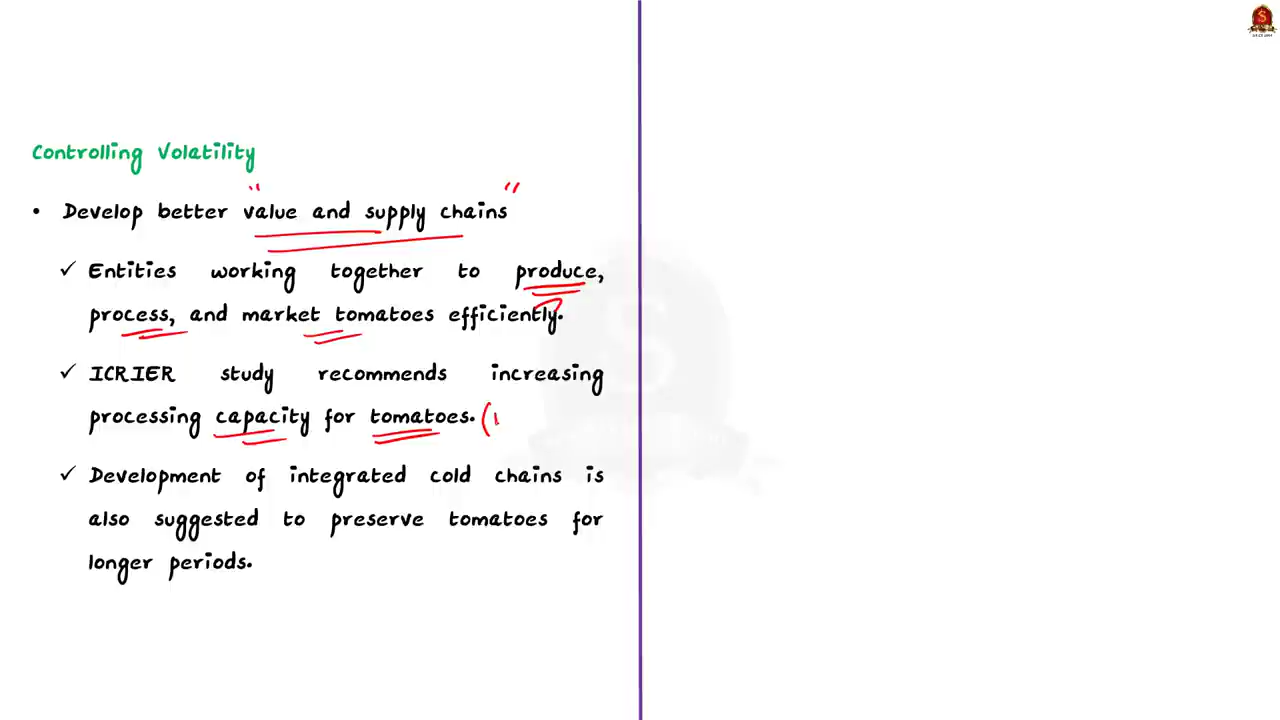 Controlling Volatility
• Develop better "value and supply chains"
✓ Entities working together to produce,
process, and market tomatoes efficiently.
✓ ICRIER study recommends increasing
processing capacity for tomatoes. (
✓ Development of integrated cold chains is
also suggested to preserve tomatoes for
longer periods.